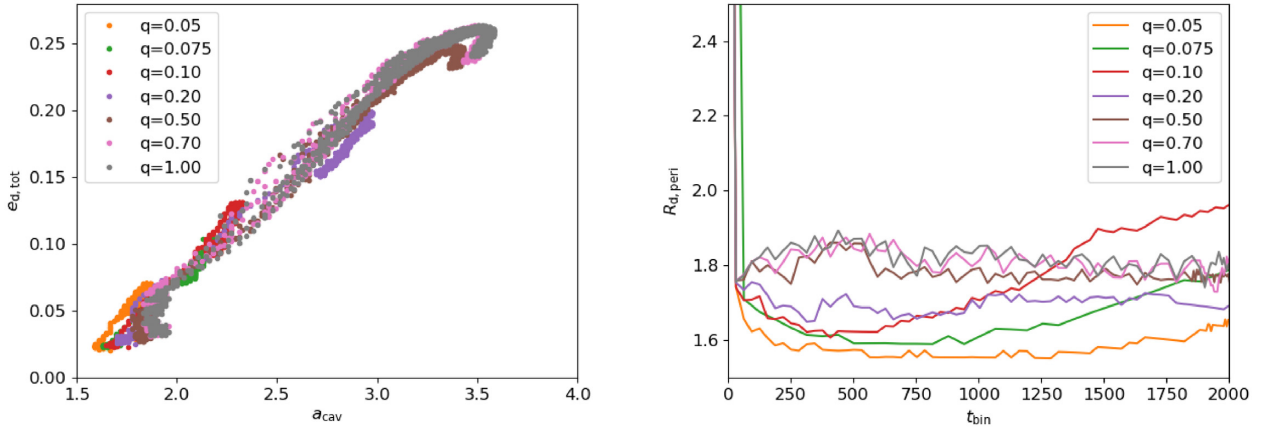 0.25
0.20
0.15
0.10
0.05
0.00
e_d,tot
q=0.05
q=0.075
q=0.10
q=0.20
q=0.50
q=0.70
q=1.00
1.5 2.0 2.5 3.0 3.5 4.0
a_cav
2.4
2.2
2.0
1.8
1.6
R_d,peri
q=0.05
q=0.075
q=0.10
q=0.20
q=0.50
q=0.70
q=1.00
0 250 500 750 1000 1250 1500 1750 2000
t_bin